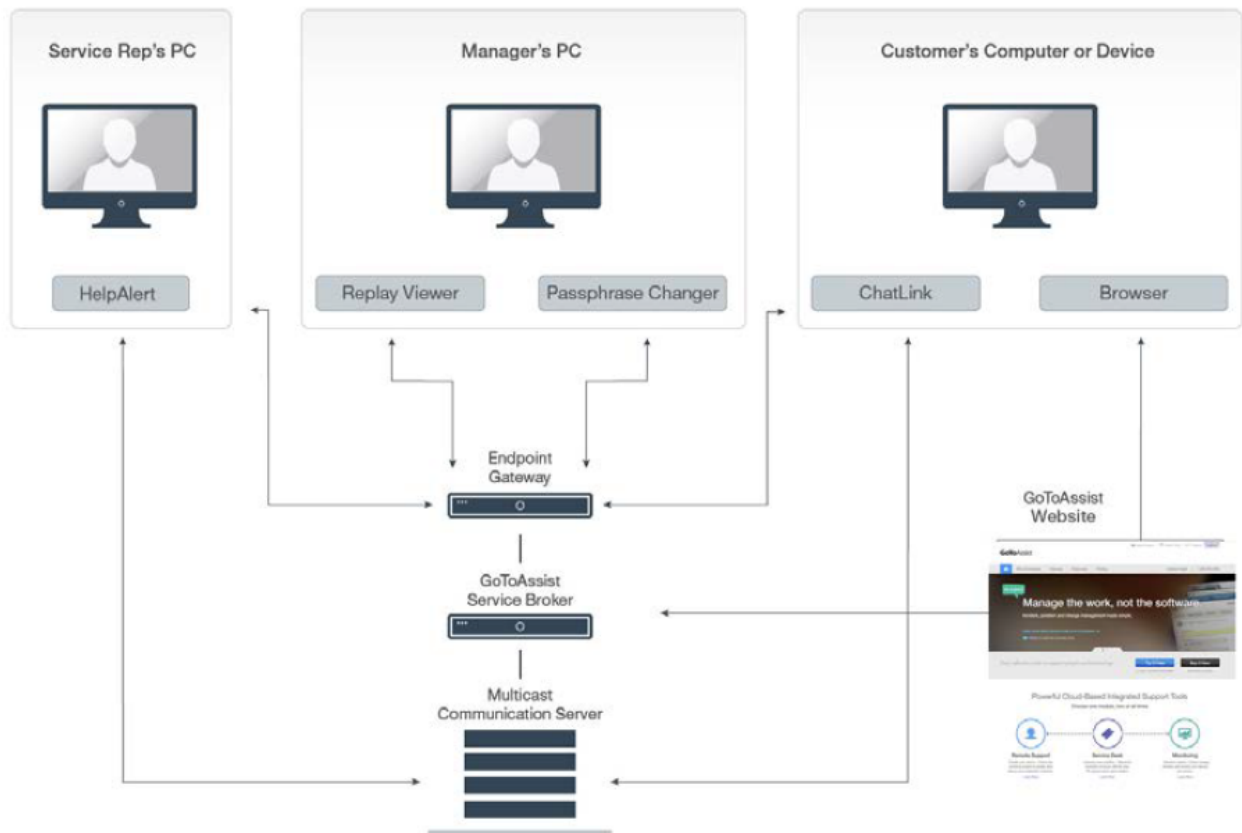 Service Rep's PC
Manager's PC
Customer's Computer or Device
HelpAlert
Replay Viewer
Passphrase Changer
ChatLink
Browser
Endpoint
Gateway
GoToAssist
Service Broker
Multicast
Communication Server
GoToAssist
Website
GoToAssist
Manage the work, not the software.
Powerful Cloud-Based Integrated Support Tools
Remote Support
Service Desk
Monitoring